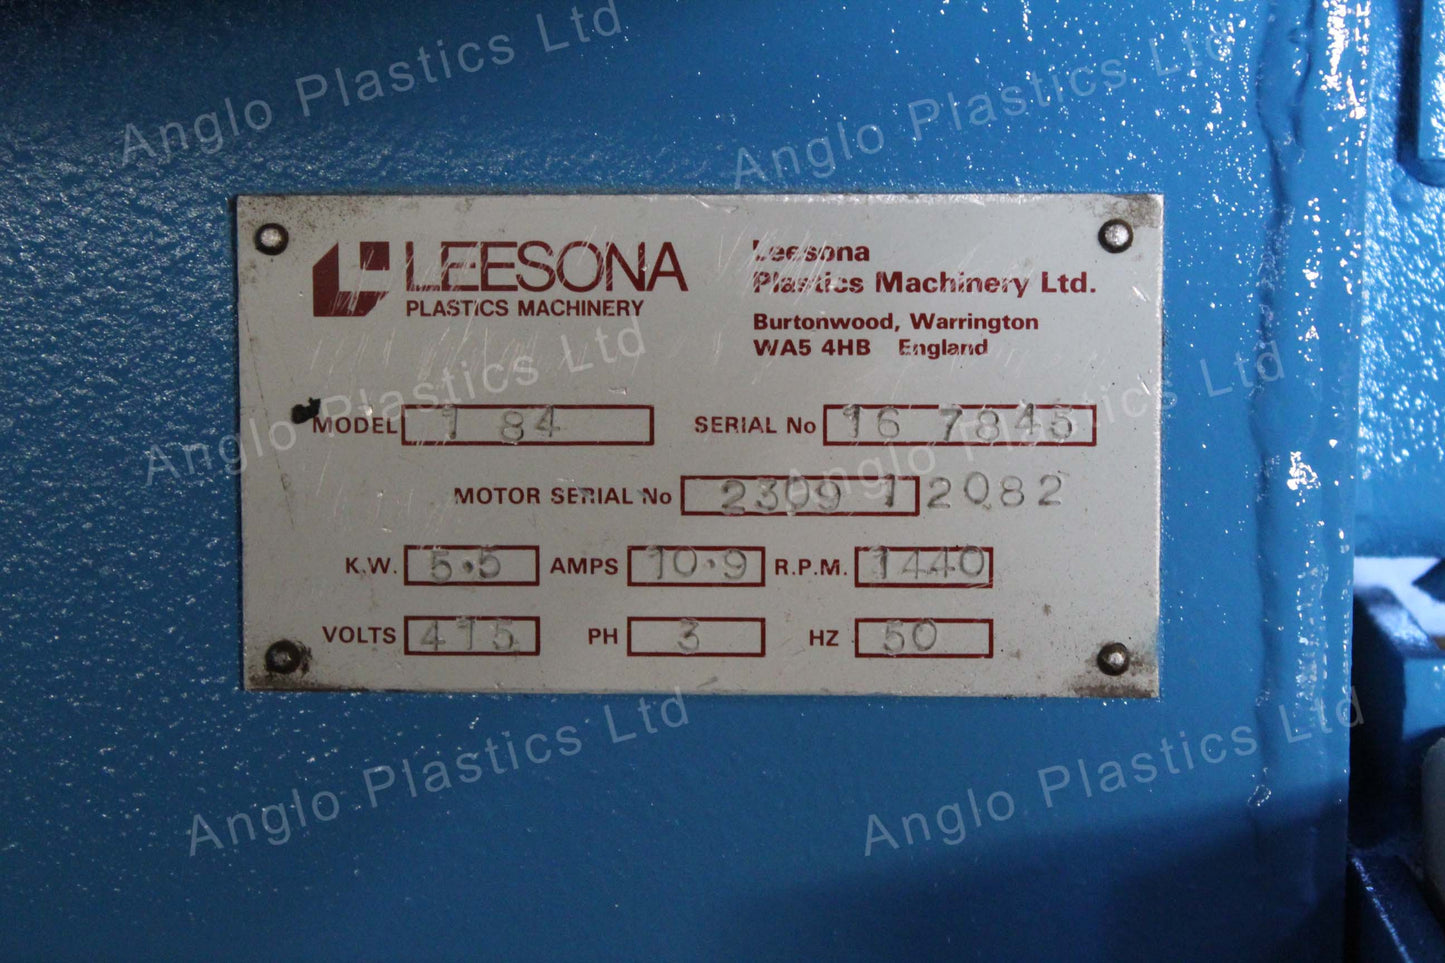 Anglo Plastics Ltd
Anglo Plastics Ltd
LEESONA
PLASTICS MACHINERY
Leesona
Plastics Machinery Ltd.
Burtonwood, Warrington
WA5 4HB England
Anglo Plastics Ltd
Anglo Plastics Ltd
MODEL 1 84 SERIAL No 16 7845
MOTOR SERIAL No 2309 1 2082
K.W. 5.5 AMPS 10.9 R.P.M. 1440
VOLTS 415 PH 3 HZ 50
Anglo Plastics Ltd
Anglo Plastics Ltd